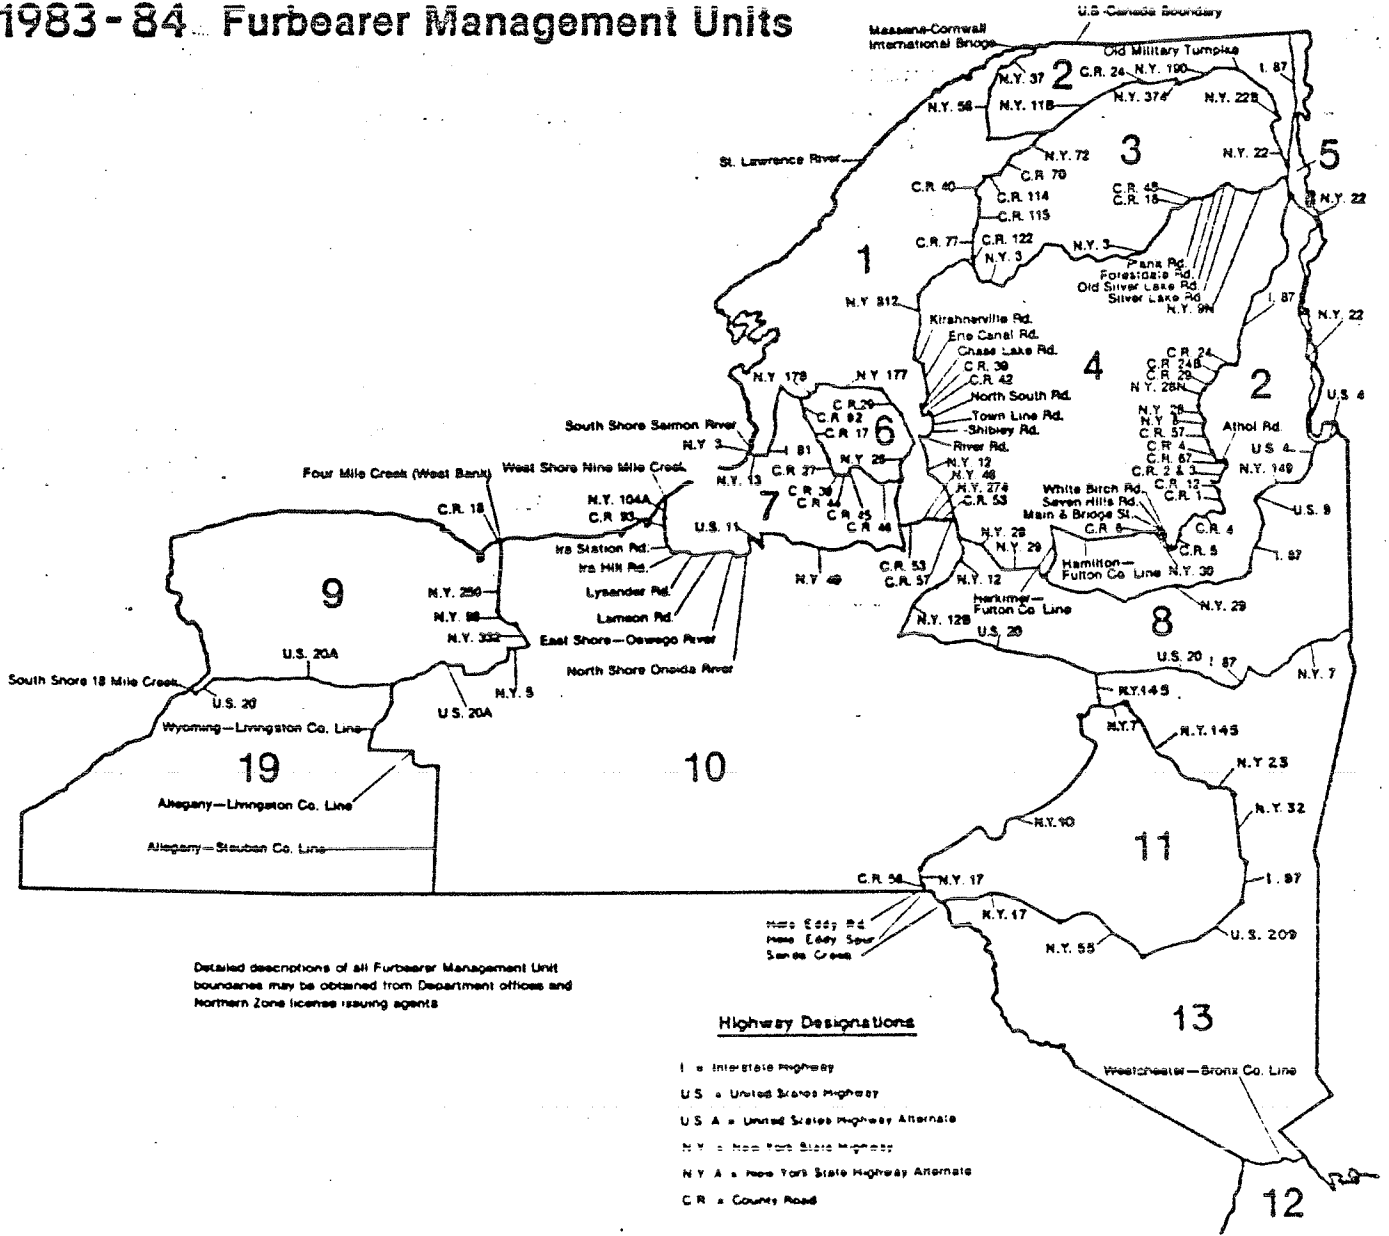 1983-84 Furbearer Management Units
U.S-Canada Boundary
Massena-Cornwall
International Bridge
Old Military Turnpike
N.Y. 37
2
C.R. 24
N.Y. 190
I. 87
N.Y. 56
N.Y. 11B
N.Y. 374
N.Y. 22B
St. Lawrence River
N.Y. 72
3
N.Y. 22
5
C.R. 70
C.R. 40
C.R. 114
C.R. 115
C.R. 18
N.Y. 22
C.R. 77
C.R. 122
N.Y. 3
N.Y. 3
1
Plank Rd.
Forestdale Rd.
Old Silver Lake Rd.
Silver Lake Rd.
N.Y. 9N
N.Y. 812
I. 87
N.Y. 22
Kirshnerville Rd.
Erie Canal Rd.
Chase Lake Rd.
C.R. 39
C.R. 42
4
C.R. 24
C.R. 24B
C.R. 29
N.Y. 28N
2
U.S. 4
N.Y. 178
N.Y 177
North South Rd.
Town Line Rd.
Shibley Rd.
River Rd.
C.R. 29
C.R. 92
C.R. 17
6
N.Y. 28
N.Y. 8
C.R. 57
C.R. 4
C.R. 67
C.R. 2 & 3
C.R. 12
C.R. 1
Athol Rd.
U.S. 4
N.Y. 149
U.S. 9
South Shore Salmon River
N.Y. 3
I 81
N.Y. 13
N.Y. 26
C.R. 27
C.R. 39
C.R. 44
C.R. 45
C.R. 46
N.Y. 12
N.Y. 46
N.Y. 274
C.R. 53
Four Mile Creek (West Bank)
West Shore Nine Mile Creek
C.R. 18
N.Y. 104A
C.R. 93
U.S. 11
7
White Birch Rd.
Seven Hills Rd.
Main & Bridge St.
C.R. 6
C.R. 4
C.R. 5
N.Y. 30
Ira Station Rd.
Ira Hill Rd.
Lysander Rd.
Lamson Rd.
East Shore—Oswego River
North Shore Oneida River
N.Y. 49
C.R. 53
C.R. 57
N.Y. 28
N.Y. 29
N.Y. 12
Hamilton—
Fulton Co. Line
Herkimer—
Fulton Co. Line
I. 87
N.Y. 29
9
N.Y. 250
N.Y. 96
N.Y. 332
N.Y. 12B
U.S. 20
8
U.S. 20A
U.S. 20
I. 87
N.Y. 7
South Shore 18 Mile Creek
U.S. 20
U.S. 20A
N.Y. 5
N.Y.145
N.Y.7
N.Y. 145
Wyoming—Livingston Co. Line
19
10
N.Y 23
Allegany—Livingston Co. Line
N.Y. 32
N.Y.10
11
Allegany—Steuben Co. Line
C.R. 56
N.Y. 17
I. 87
N.Y.17
Hale Eddy Rd
Hale Eddy Spur
Sands Creek
N.Y. 55
U.S. 209
Detailed descriptions of all Furbearer Management Unit
boundaries may be obtained from Department offices and
Northern Zone license issuing agents
13
Highway Designations
Westchester—Bronx Co. Line
I = Interstate Highway
U S = United States Highway
U S A = United States Highway Alternate
N Y = New York State Highway
N Y A = New York State Highway Alternate
C R = County Road
12